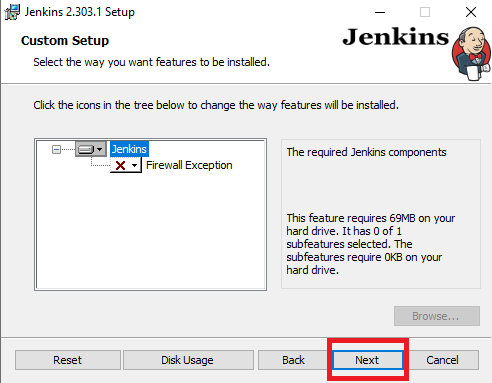 Jenkins 2.303.1 Setup
Custom Setup
Select the way you want features to be installed.
Jenkins
Click the icons in the tree below to change the way features will be installed.
Jenkins
Firewall Exception
The required Jenkins components
This feature requires 69MB on your
hard drive. It has 0 of 1
subfeatures selected. The
subfeatures require 0KB on your
hard drive.
Browse...
Reset
Disk Usage
Back
Next
Cancel